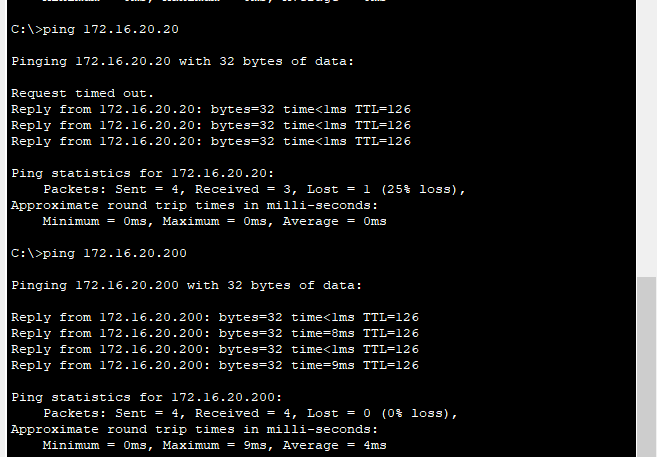 C:\>ping 172.16.20.20
Pinging 172.16.20.20 with 32 bytes of data:
Request timed out.
Reply from 172.16.20.20: bytes=32 time<1ms TTL=126
Reply from 172.16.20.20: bytes=32 time<1ms TTL=126
Reply from 172.16.20.20: bytes=32 time<1ms TTL=126
Ping statistics for 172.16.20.20:
    Packets: Sent = 4, Received = 3, Lost = 1 (25% loss),
Approximate round trip times in milli-seconds:
    Minimum = 0ms, Maximum = 0ms, Average = 0ms
C:\>ping 172.16.20.200
Pinging 172.16.20.200 with 32 bytes of data:
Reply from 172.16.20.200: bytes=32 time<1ms TTL=126
Reply from 172.16.20.200: bytes=32 time=8ms TTL=126
Reply from 172.16.20.200: bytes=32 time<1ms TTL=126
Reply from 172.16.20.200: bytes=32 time=9ms TTL=126
Ping statistics for 172.16.20.200:
    Packets: Sent = 4, Received = 4, Lost = 0 (0% loss),
Approximate round trip times in milli-seconds:
    Minimum = 0ms, Maximum = 9ms, Average = 4ms